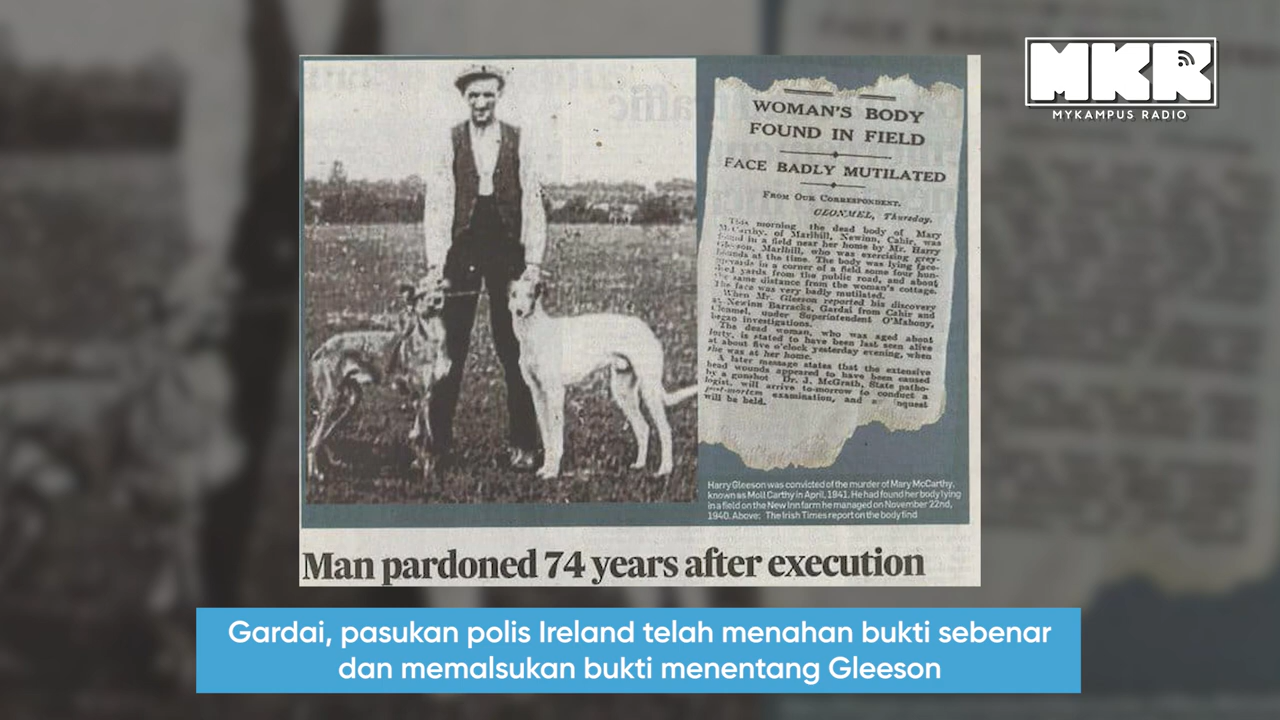 MKR
MYKAMPUS RADIO
WOMAN'S BODY
FOUND IN FIELD
FACE BADLY MUTILATED
FROM OUR CORRESPONDENT.
CLONMEL, Thursday.
This morning the dead body of Mary
McCarthy, of Marlhill, Newinn, Cahir, was
found in a field near her home by Mr. Harry
Gleeson, Marlhill, who was exercising grey-
hounds at the time. The body was lying face-
upwards in a corner of a field some four hun-
dred yards from the public road, and about
the same distance from the woman's cottage.
The face was very badly mutilated.
When Mr. Gleeson reported his discovery
at Newinn Barracks, Gardai from Cahir and
Clonmel, under Superintendent O'Mahony,
began investigations.
The dead woman, who was aged about
forty, is stated to have been last seen alive
at about five o'clock yesterday evening, when
she was at her home.
A later message states that the extensive
head wounds appeared to have been caused
by a gunshot. Dr. J. McGrath, State patho-
logist, will arrive to-morrow to conduct a
post-mortem examination, and nquest
will be held.
Harry Gleeson was convicted of the murder of Mary McCarthy,
known as Moll Carthy in April, 1941. He had found her body lying
in a field on the New Inn farm he managed on November 22nd,
1940. Above: The Irish Times report on the body find
Man pardoned 74 years after execution
Gardai, pasukan polis Ireland telah menahan bukti sebenar
dan memalsukan bukti menentang Gleeson